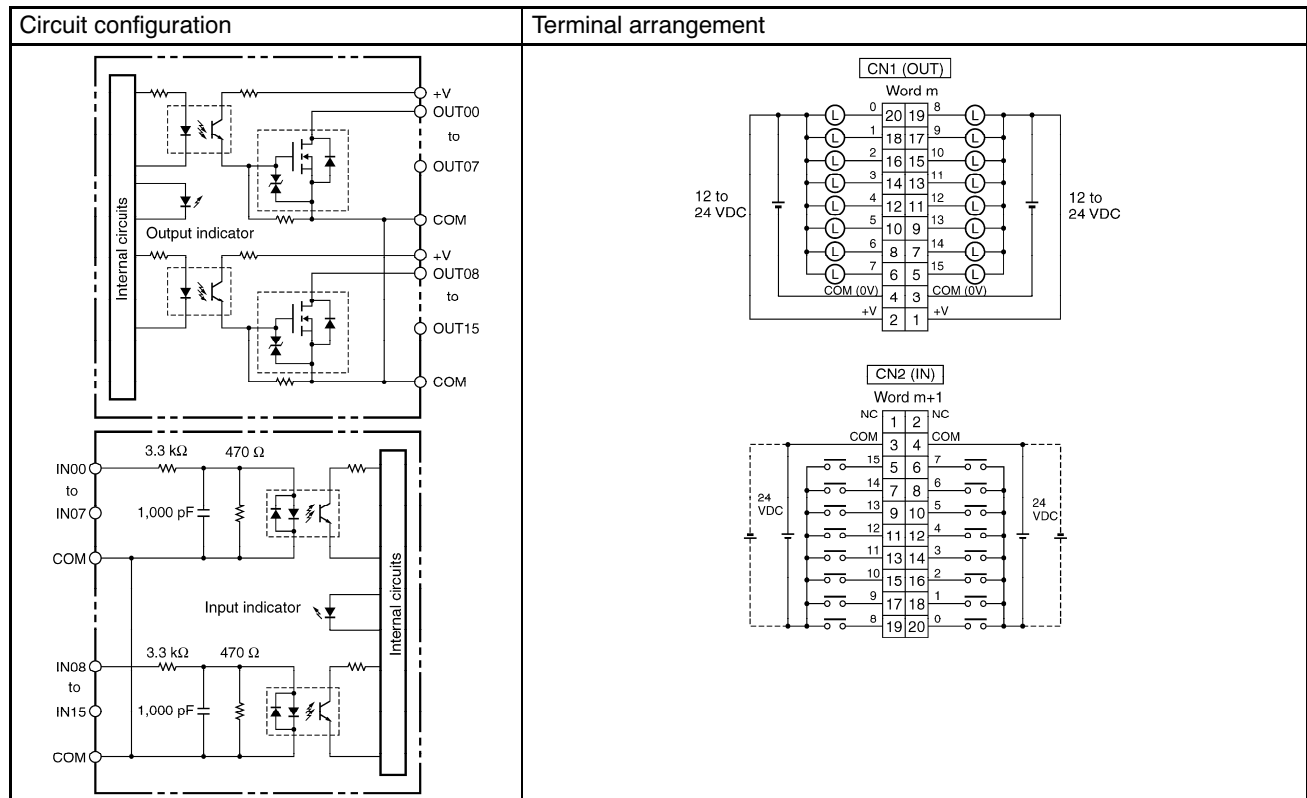 Circuit configuration
Terminal arrangement
+V
OUT00
to
OUT07
COM
Output indicator
+V
OUT08
to
OUT15
COM
Internal circuits
3.3 kΩ 470 Ω
IN00
to
IN07
1,000 pF
COM
Input indicator
3.3 kΩ 470 Ω
IN08
to
IN15
1,000 pF
COM
Internal circuits
CN1 (OUT)
Word m
0 L 20 19 8 L
1 L 18 17 9 L
2 L 16 15 10 L
3 L 14 13 11 L
4 L 12 11 12 L
5 L 10 9 13 L
6 L 8 7 14 L
7 L 6 5 15 L
COM (0V) 4 3 COM (0V)
+V 2 1 +V
12 to
24 VDC
12 to
24 VDC
CN2 (IN)
Word m+1
NC 1 2 NC
COM 3 4 COM
15 5 6 7
14 7 8 6
13 9 10 5
12 11 12 4
11 13 14 3
10 15 16 2
9 17 18 1
8 19 20 0
24
VDC
24
VDC